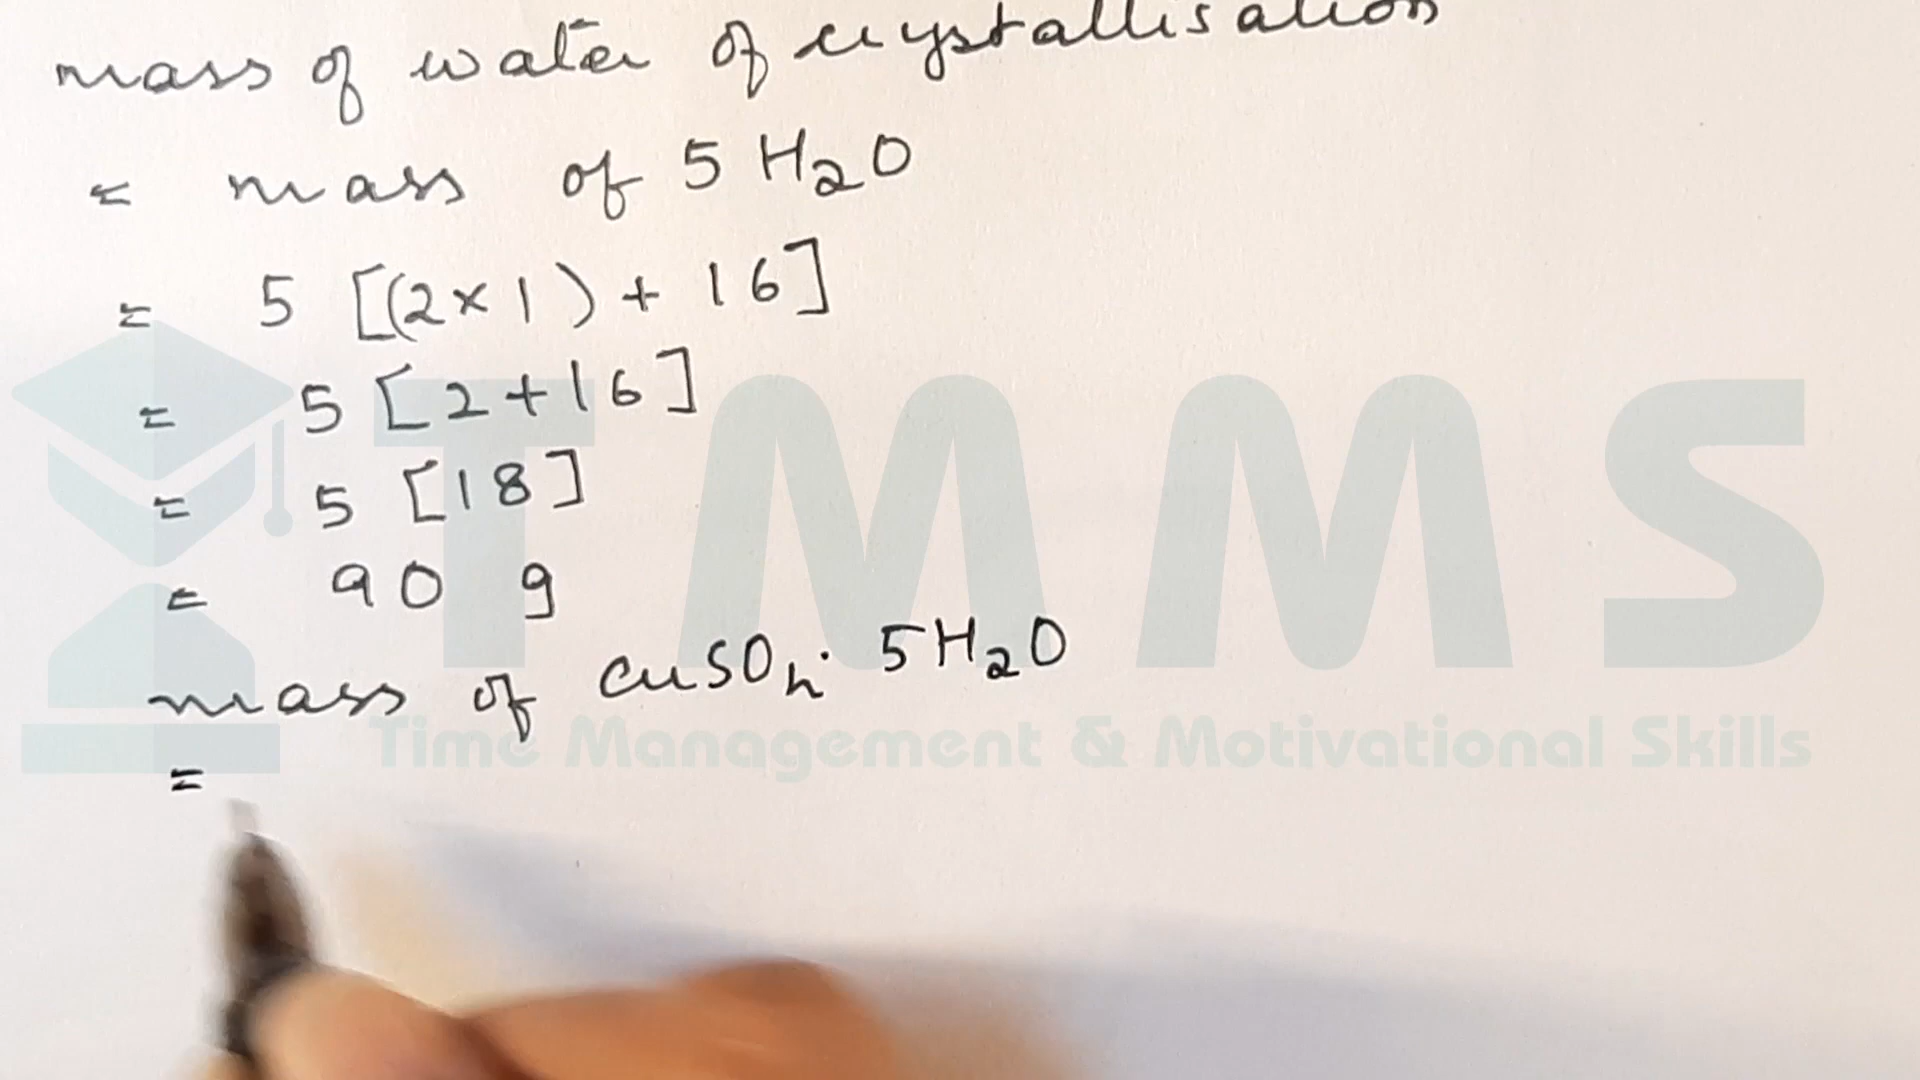 mass of water of crystallisation
= mass of 5 H₂O
= 5 [(2×1) + 16]
= 5 [2+16]
= 5 [18]
= 90 g
mass of CuSO₄· 5H₂O
=
TMMS
Time Management & Motivational Skills